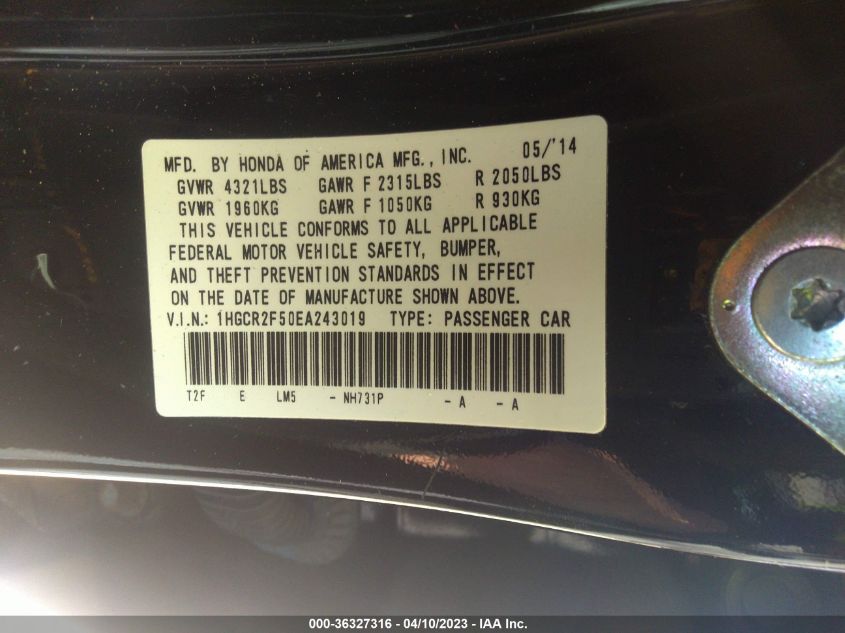 MFD. BY HONDA OF AMERICA MFG., INC. 05/'14
GVWR 4321LBS GAWR F 2315LBS R 2050LBS
GVWR 1960KG GAWR F 1050KG R 930KG
THIS VEHICLE CONFORMS TO ALL APPLICABLE
FEDERAL MOTOR VEHICLE SAFETY, BUMPER,
AND THEFT PREVENTION STANDARDS IN EFFECT
ON THE DATE OF MANUFACTURE SHOWN ABOVE.
V.I.N.: 1HGCR2F50EA243019 TYPE: PASSENGER CAR
T2F E LM5 - NH731P - A - A
000-36327316 | 04/10/2023 - IAA Inc.